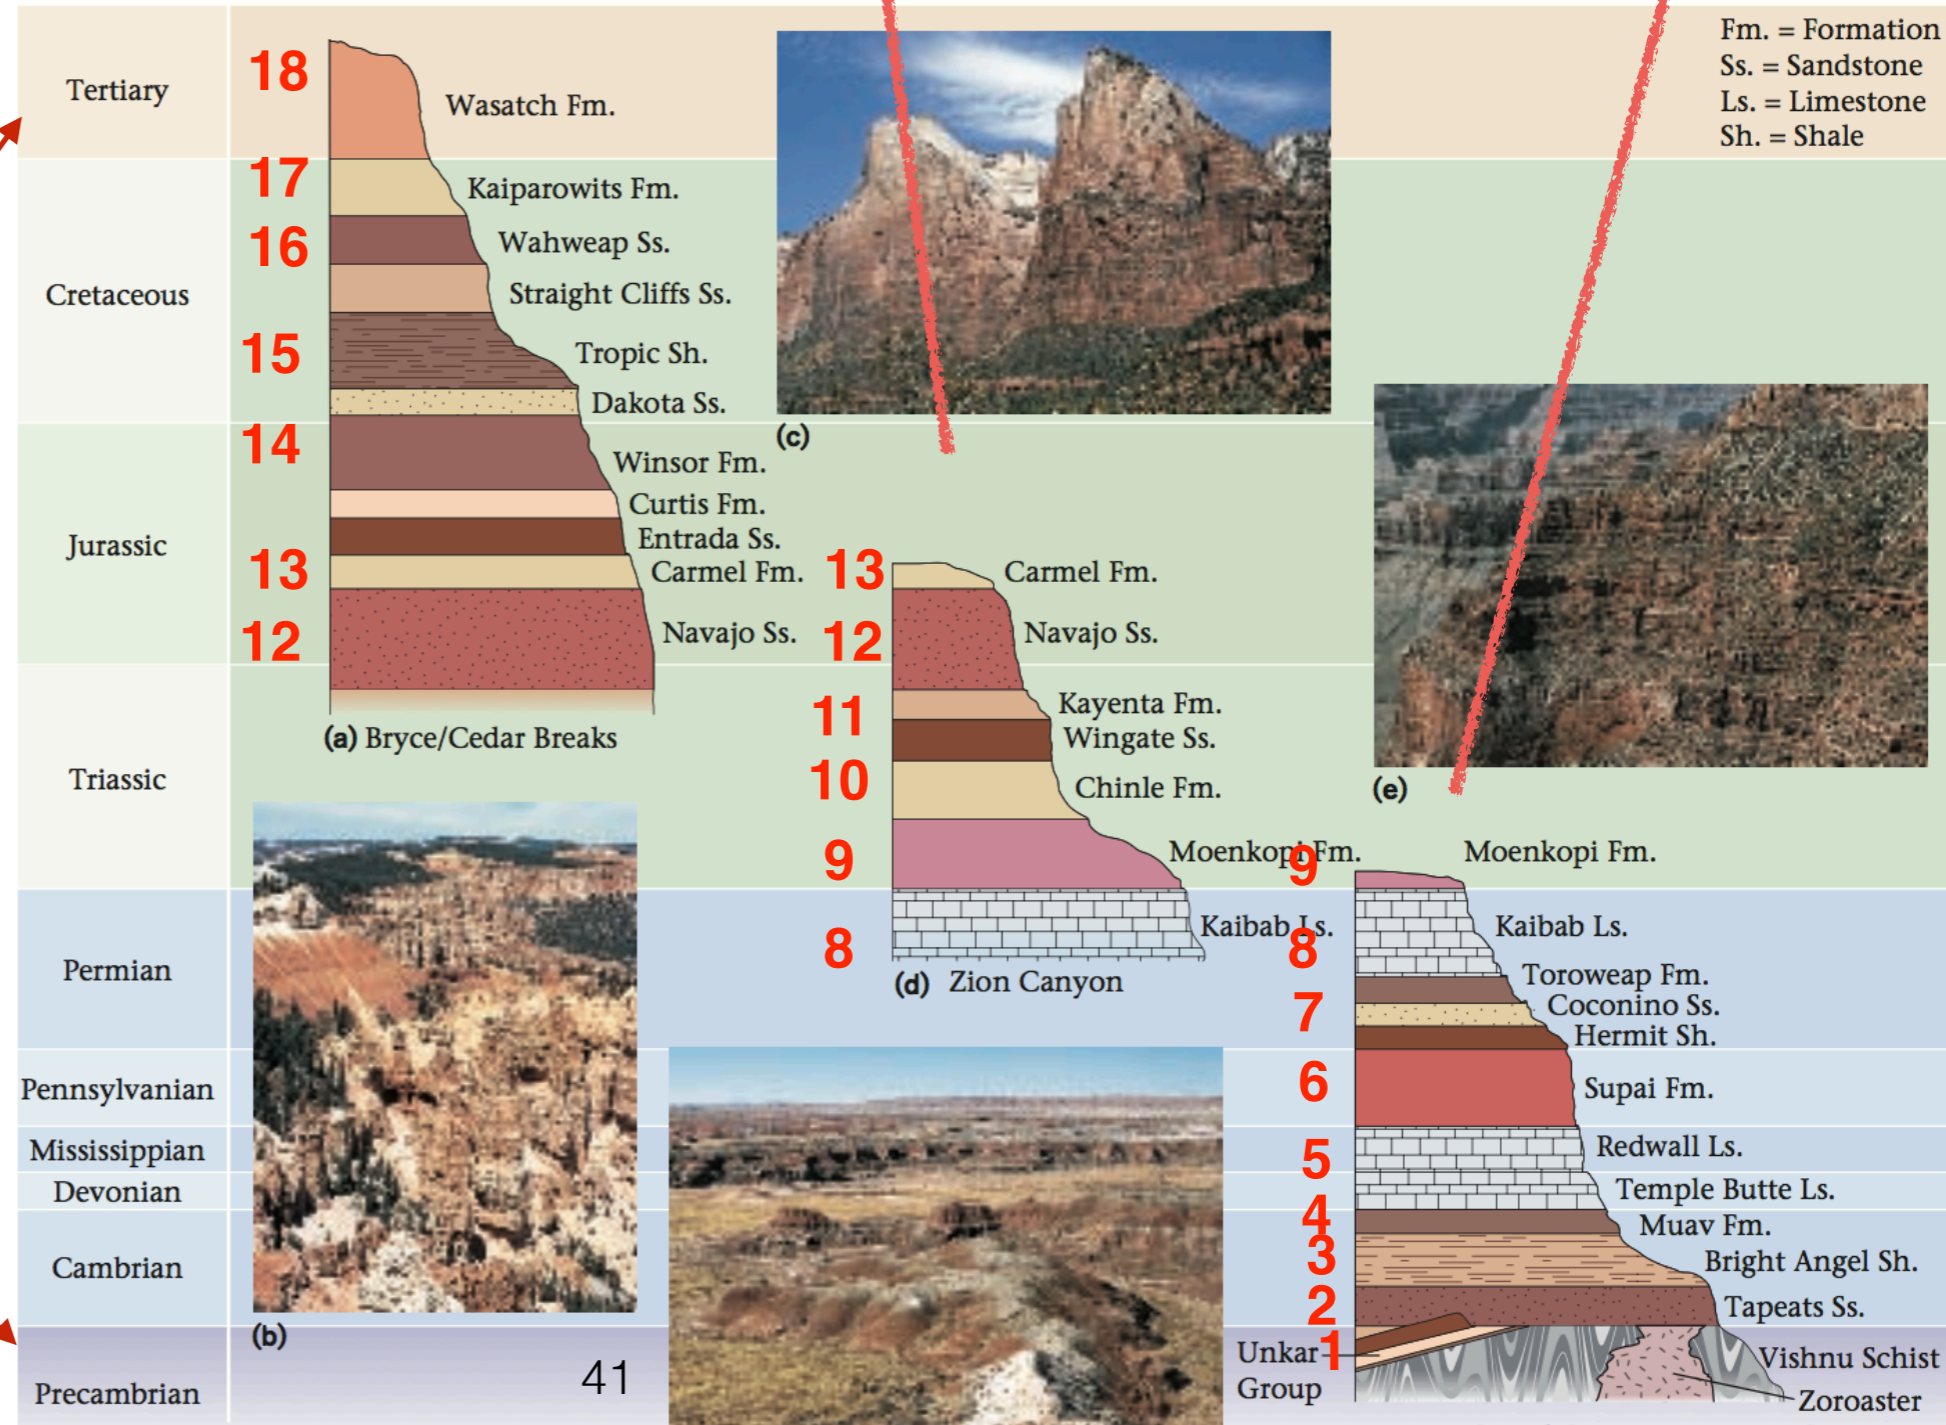 Fm. = Formation
Ss. = Sandstone
Ls. = Limestone
Sh. = Shale
Tertiary
Cretaceous
Jurassic
Triassic
Permian
Pennsylvanian
Mississippian
Devonian
Cambrian
Precambrian
18
Wasatch Fm.
17
Kaiparowits Fm.
16
Wahweap Ss.
Straight Cliffs Ss.
15
Tropic Sh.
Dakota Ss.
14
Winsor Fm.
Curtis Fm.
Entrada Ss.
13
Carmel Fm.
12
Navajo Ss.
(a) Bryce/Cedar Breaks
(b)
(c)
13
Carmel Fm.
12
Navajo Ss.
11
Kayenta Fm.
Wingate Ss.
10
Chinle Fm.
9
Moenkopi Fm.
8
Kaibab Ls.
(d) Zion Canyon
(e)
9
Moenkopi Fm.
8
Kaibab Ls.
Toroweap Fm.
7
Coconino Ss.
Hermit Sh.
6
Supai Fm.
5
Redwall Ls.
Temple Butte Ls.
4
Muav Fm.
3
Bright Angel Sh.
2
Tapeats Ss.
1
Unkar
Group
Vishnu Schist
Zoroaster
41